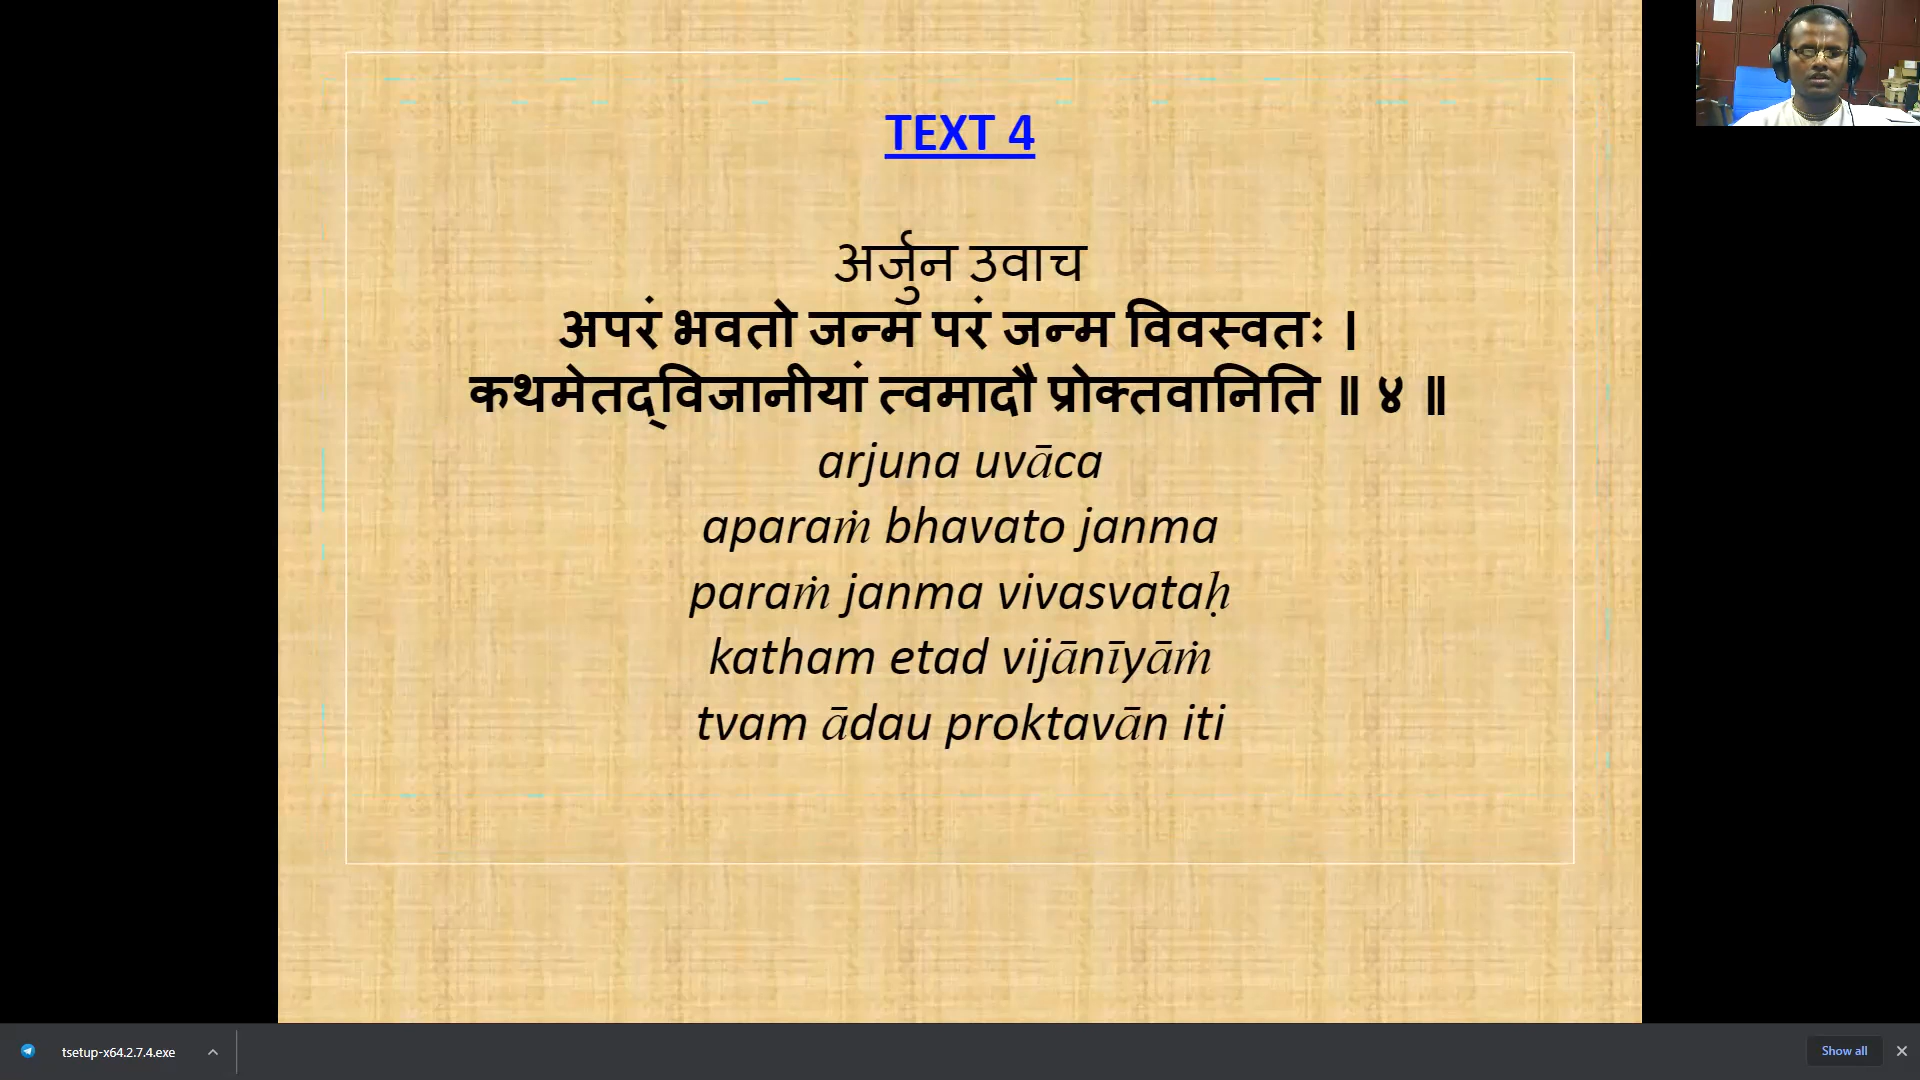 TEXT 4
अर्जुन उवाच
अपरं भवतो जन्म परं जन्म विवस्वतः ।
कथमेतद्‌विजानीयां त्वमादौ प्रोक्तवानिति ॥ ४ ॥
arjuna uvāca
aparaṁ bhavato janma
paraṁ janma vivasvataḥ
katham etad vijānīyāṁ
tvam ādau proktavān iti
tsetup-x64.2.7.4.exe
Show all